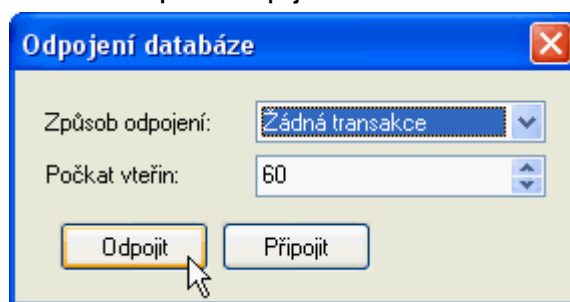 Odpojení databáze
Způsob odpojení: Žádná transakce
Počkat vteřin: 60
Odpojit Připojit